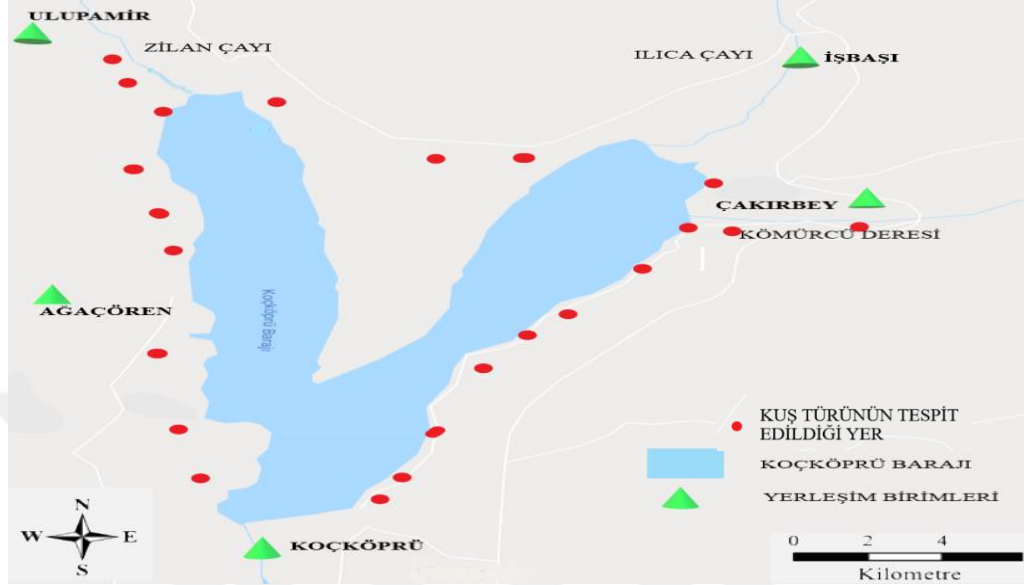 ULUPAMİR
ZİLAN ÇAYI
ILICA ÇAYI
İŞBAŞI
ÇAKIRBEY
KÖMÜRCÜ DERESİ
AĞAÇÖREN
Koçköprü Barajı
KUŞ TÜRÜNÜN TESPİT
EDİLDİĞİ YER
KOÇKÖPRÜ BARAJI
YERLEŞİM BİRİMLERİ
N
W E
S
KOÇKÖPRÜ
0 2 4
Kilometre